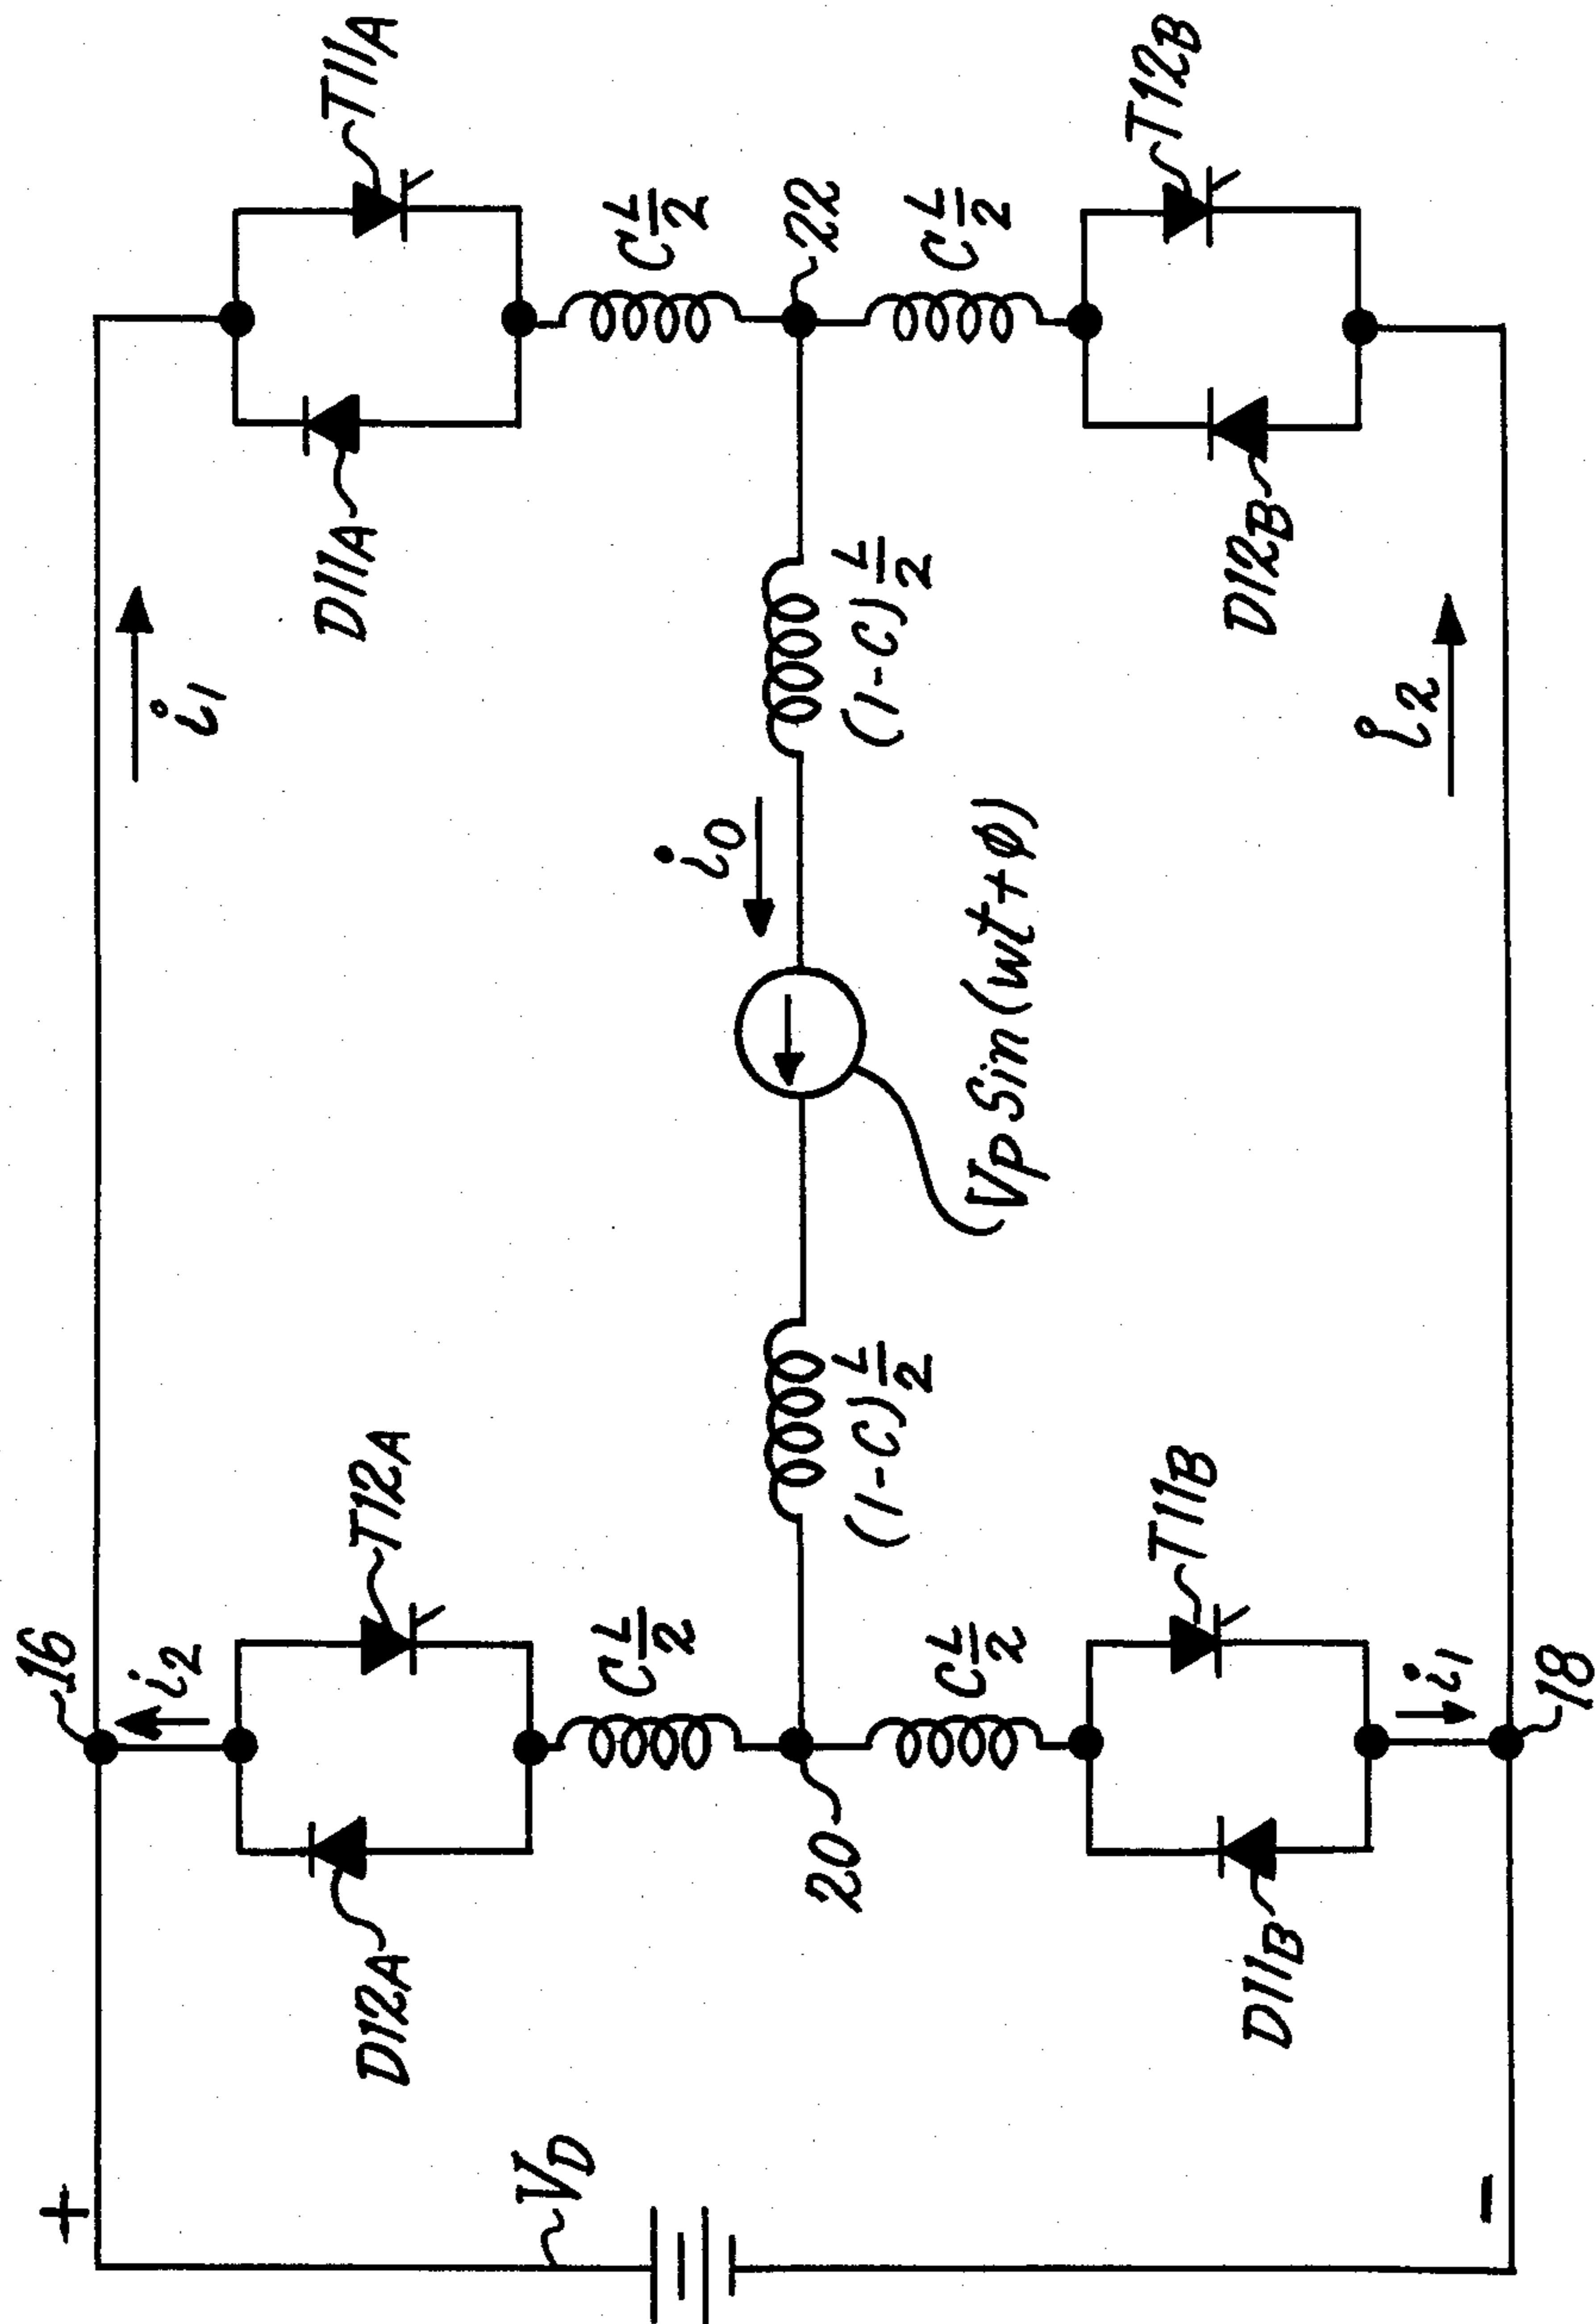 +
VD
16
i2
T12A
D12A
C L/2
20
C L/2
T11B
D11B
i1
18
-
(1-C) L/2
VP Sin(wt+ϕ)
i0
(1-C) L/2
i1
i2
T11A
D11A
C L/2
22
C L/2
T12B
D12B